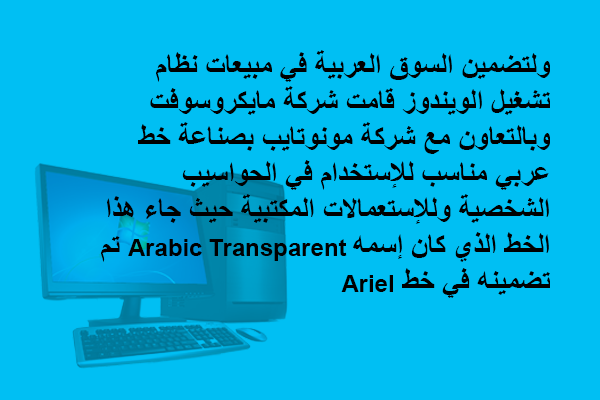 ولتضمين السوق العربية في مبيعات نظام
تشغيل الويندوز قامت شركة مايكروسوفت
وبالتعاون مع شركة مونوتايب بصناعة خط
عربي مناسب للإستخدام في الحواسيب
الشخصية وللإستعمالات المكتبية حيث جاء هذا
الخط الذي كان إسمه Arabic Transparent تم
تضمينه في خط Ariel